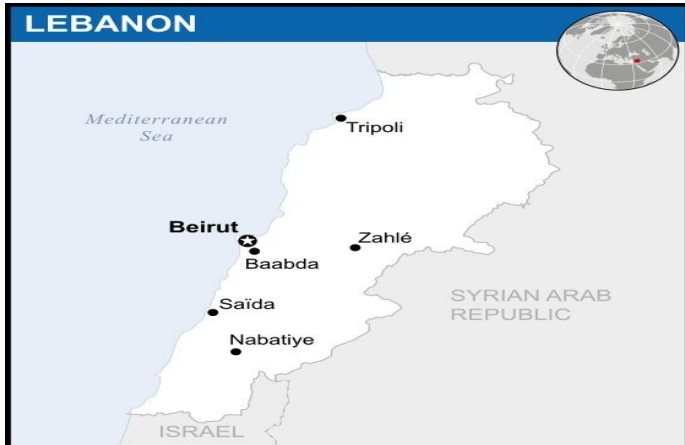 LEBANON
Mediterranean
Sea
Tripoli
Beirut
Baabda
Zahlé
Saïda
SYRIAN ARAB
REPUBLIC
Nabatiye
ISRAEL